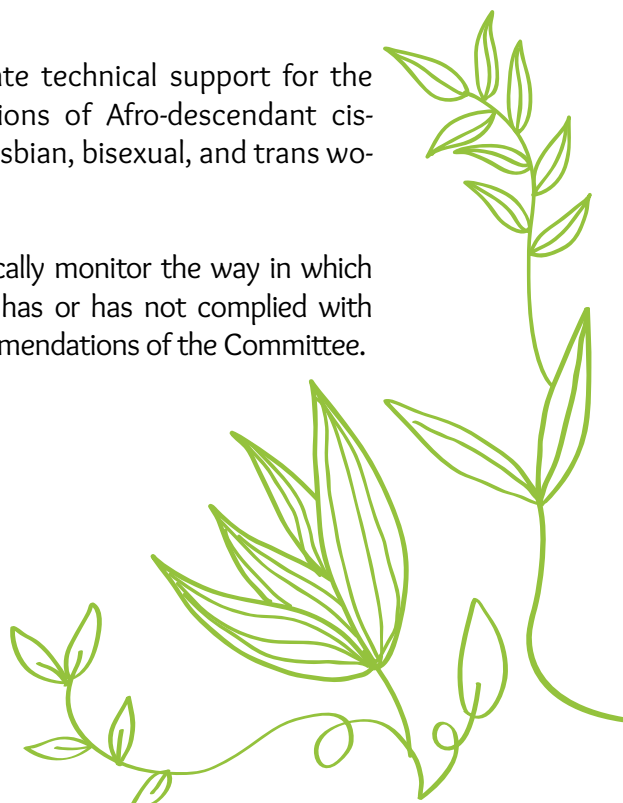 ate technical support for the
ions of Afro-descendant cis-
sbian, bisexual, and trans wo-
cally monitor the way in which
has or has not complied with
mendations of the Committee.